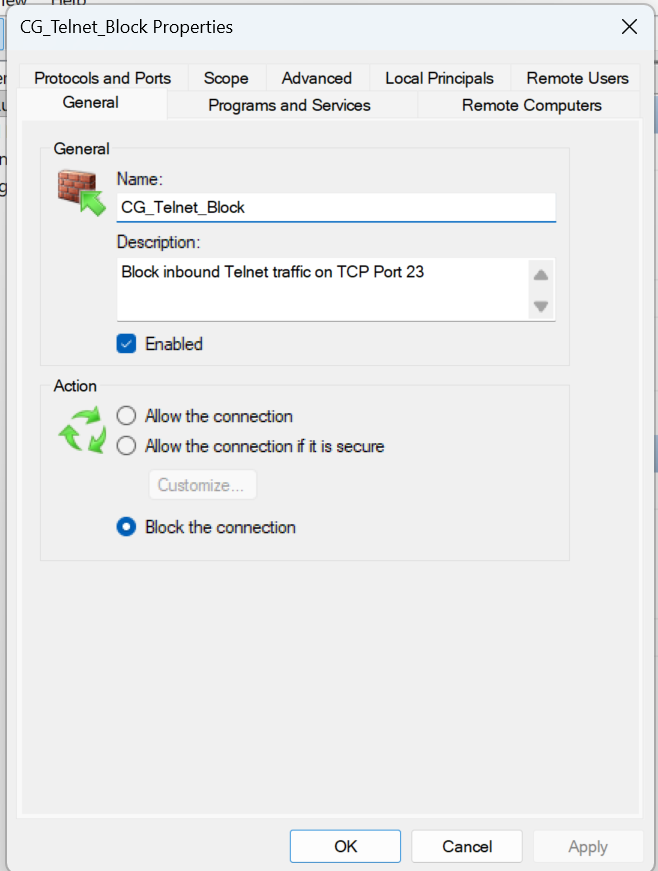 Help
CG_Telnet_Block Properties
Protocols and Ports Scope Advanced Local Principals Remote Users
General Programs and Services Remote Computers
General
Name:
CG_Telnet_Block
Description:
Block inbound Telnet traffic on TCP Port 23
Enabled
Action
Allow the connection
Allow the connection if it is secure
Customize...
Block the connection
OK Cancel Apply